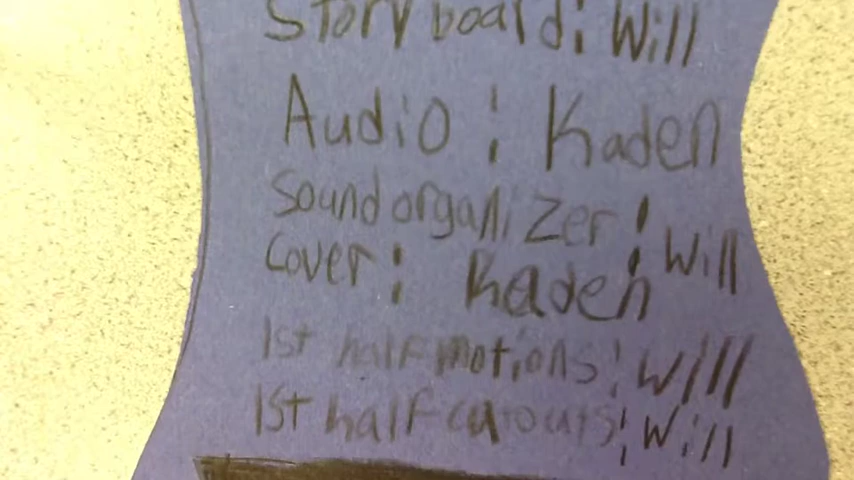 Storyboard: Will
Audio: Kaden
Sound organizer: Will
Cover: Kaden
1st half motions: Will
1st half cutouts: Will